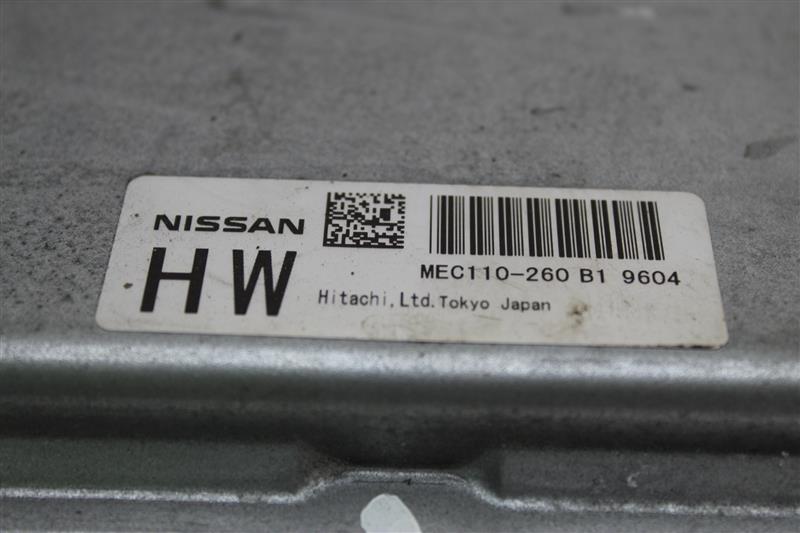 NISSAN
HW
MEC110-260 B1 9604
Hitachi,Ltd.Tokyo Japan